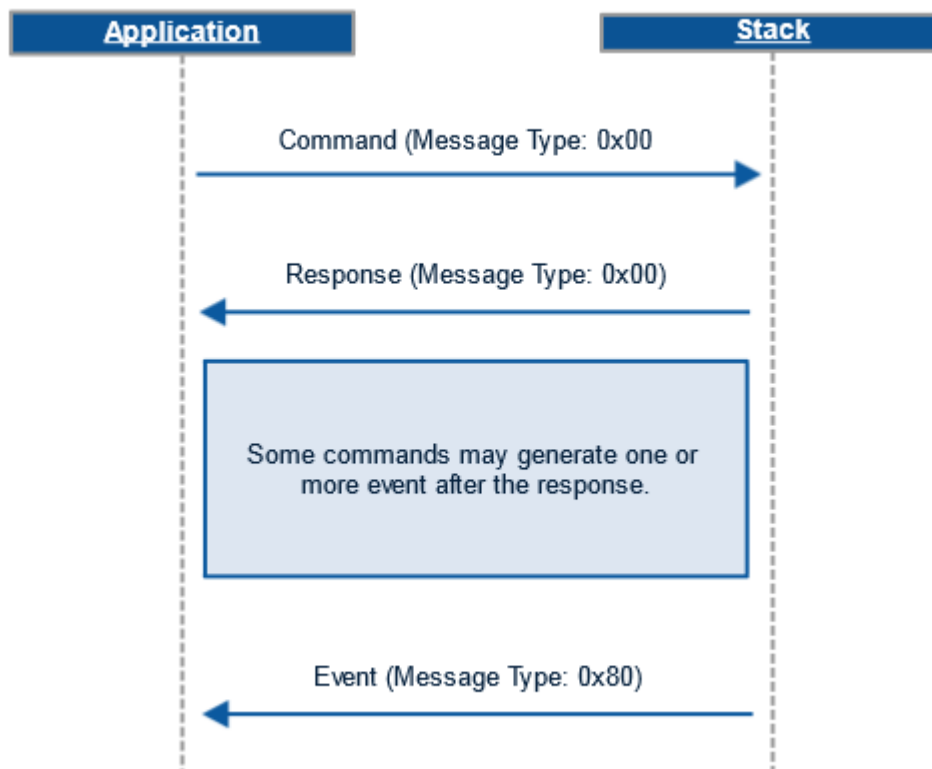 Application
Stack
Command (Message Type: 0x00
Response (Message Type: 0x00)
Some commands may generate one or
more event after the response.
Event (Message Type: 0x80)